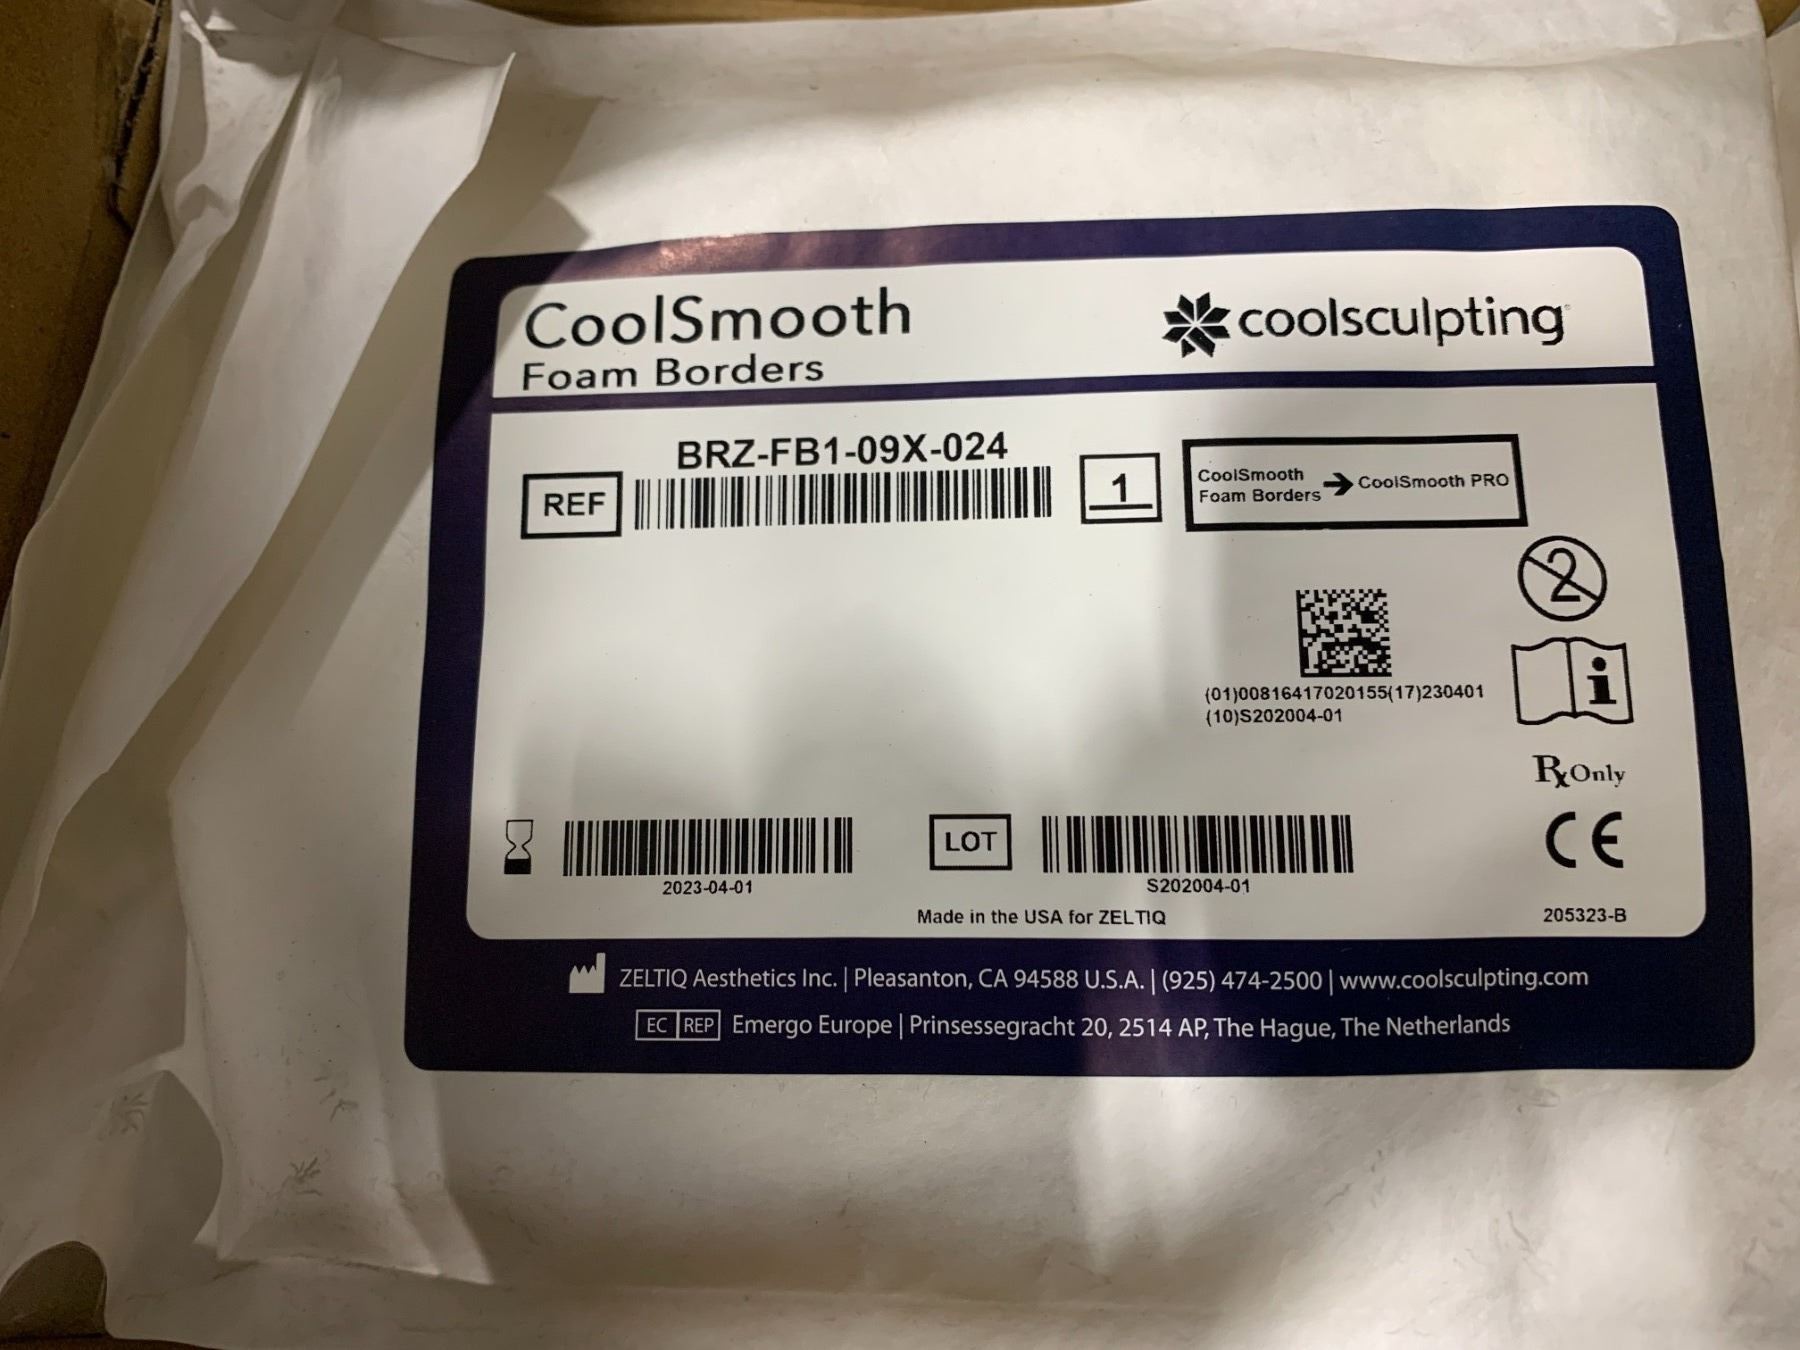 CoolSmooth
Foam Borders
coolsculpting
BRZ-FB1-09X-024
REF
1
CoolSmooth
Foam Borders
CoolSmooth PRO
2
(01)00816417020155(17)230401
(10)S202004-01
i
Rx Only
2023-04-01
LOT
S202004-01
CE
Made in the USA for ZELTIQ
205323-B
ZELTIQ Aesthetics Inc. | Pleasanton, CA 94588 U.S.A. | (925) 474-2500 | www.coolsculpting.com
EC REP Emergo Europe | Prinsessegracht 20, 2514 AP, The Hague, The Netherlands